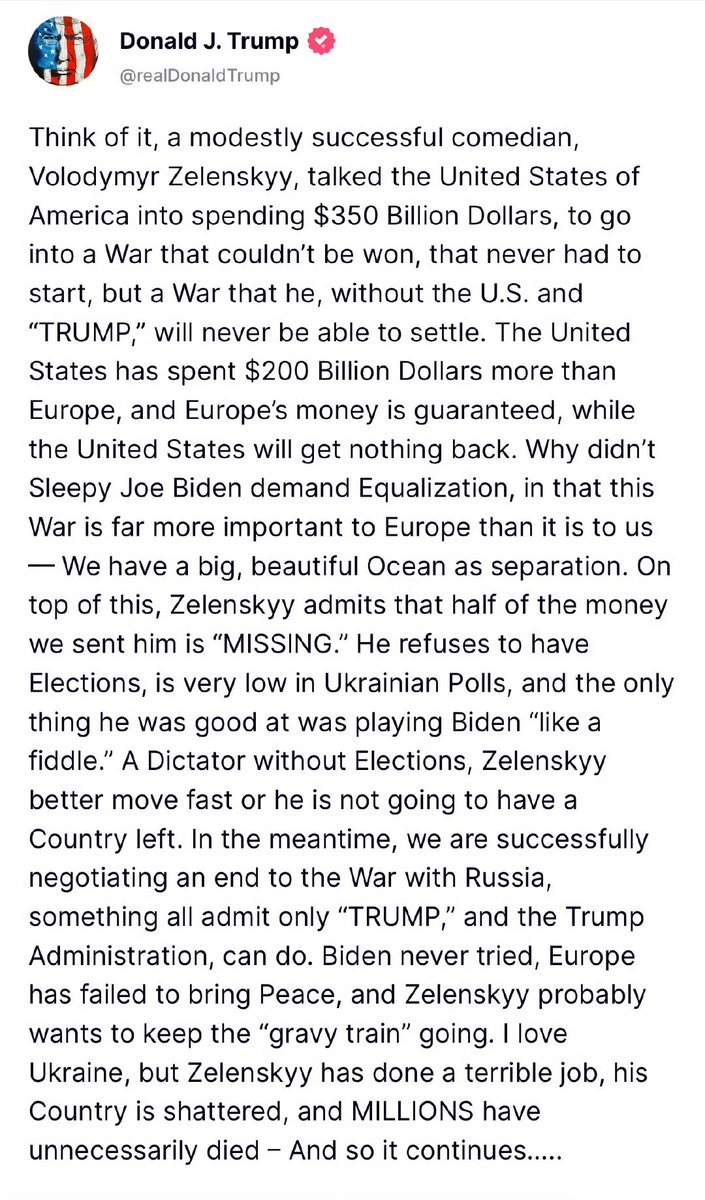 Donald J. Trump
@realDonaldTrump
Think of it, a modestly successful comedian,
Volodymyr Zelenskyy, talked the United States of
America into spending $350 Billion Dollars, to go
into a War that couldn’t be won, that never had to
start, but a War that he, without the U.S. and
“TRUMP,” will never be able to settle. The United
States has spent $200 Billion Dollars more than
Europe, and Europe’s money is guaranteed, while
the United States will get nothing back. Why didn’t
Sleepy Joe Biden demand Equalization, in that this
War is far more important to Europe than it is to us
— We have a big, beautiful Ocean as separation. On
top of this, Zelenskyy admits that half of the money
we sent him is “MISSING.” He refuses to have
Elections, is very low in Ukrainian Polls, and the only
thing he was good at was playing Biden “like a
fiddle.” A Dictator without Elections, Zelenskyy
better move fast or he is not going to have a
Country left. In the meantime, we are successfully
negotiating an end to the War with Russia,
something all admit only “TRUMP,” and the Trump
Administration, can do. Biden never tried, Europe
has failed to bring Peace, and Zelenskyy probably
wants to keep the “gravy train” going. I love
Ukraine, but Zelenskyy has done a terrible job, his
Country is shattered, and MILLIONS have
unnecessarily died – And so it continues.....